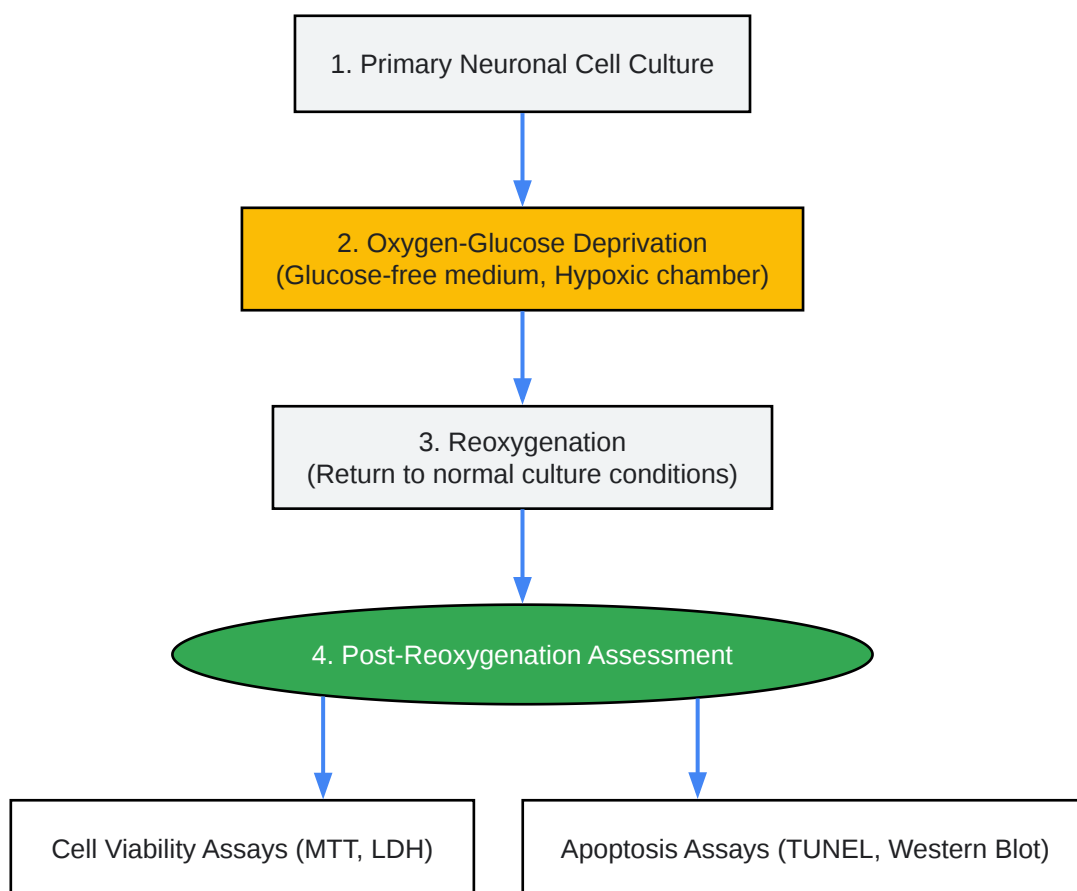 1. Primary Neuronal Cell Culture
2. Oxygen-Glucose Deprivation
(Glucose-free medium, Hypoxic chamber)
3. Reoxygenation
(Return to normal culture conditions)
4. Post-Reoxygenation Assessment
Cell Viability Assays (MTT, LDH)
Apoptosis Assays (TUNEL, Western Blot)